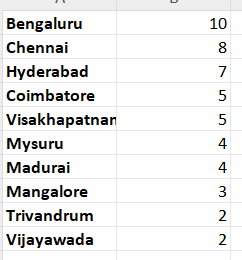 Bengaluru 10
Chennai 8
Hyderabad 7
Coimbatore 5
Visakhapatnam 5
Mysuru 4
Madurai 4
Mangalore 3
Trivandrum 2
Vijayawada 2